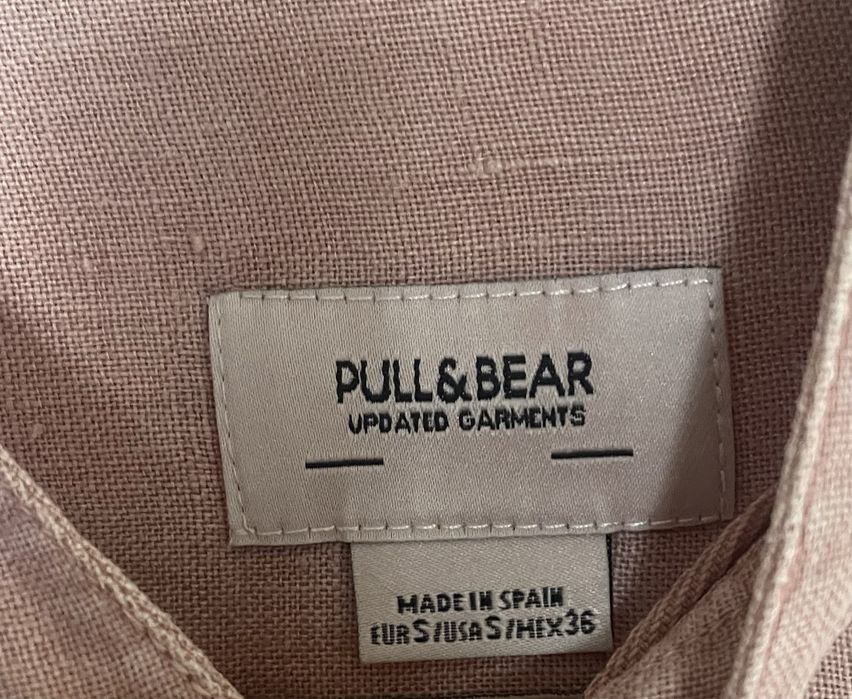 PULL&BEAR
UPDATED GARMENTS
MADE IN SPAIN
EUR S/USA S/MEX 36